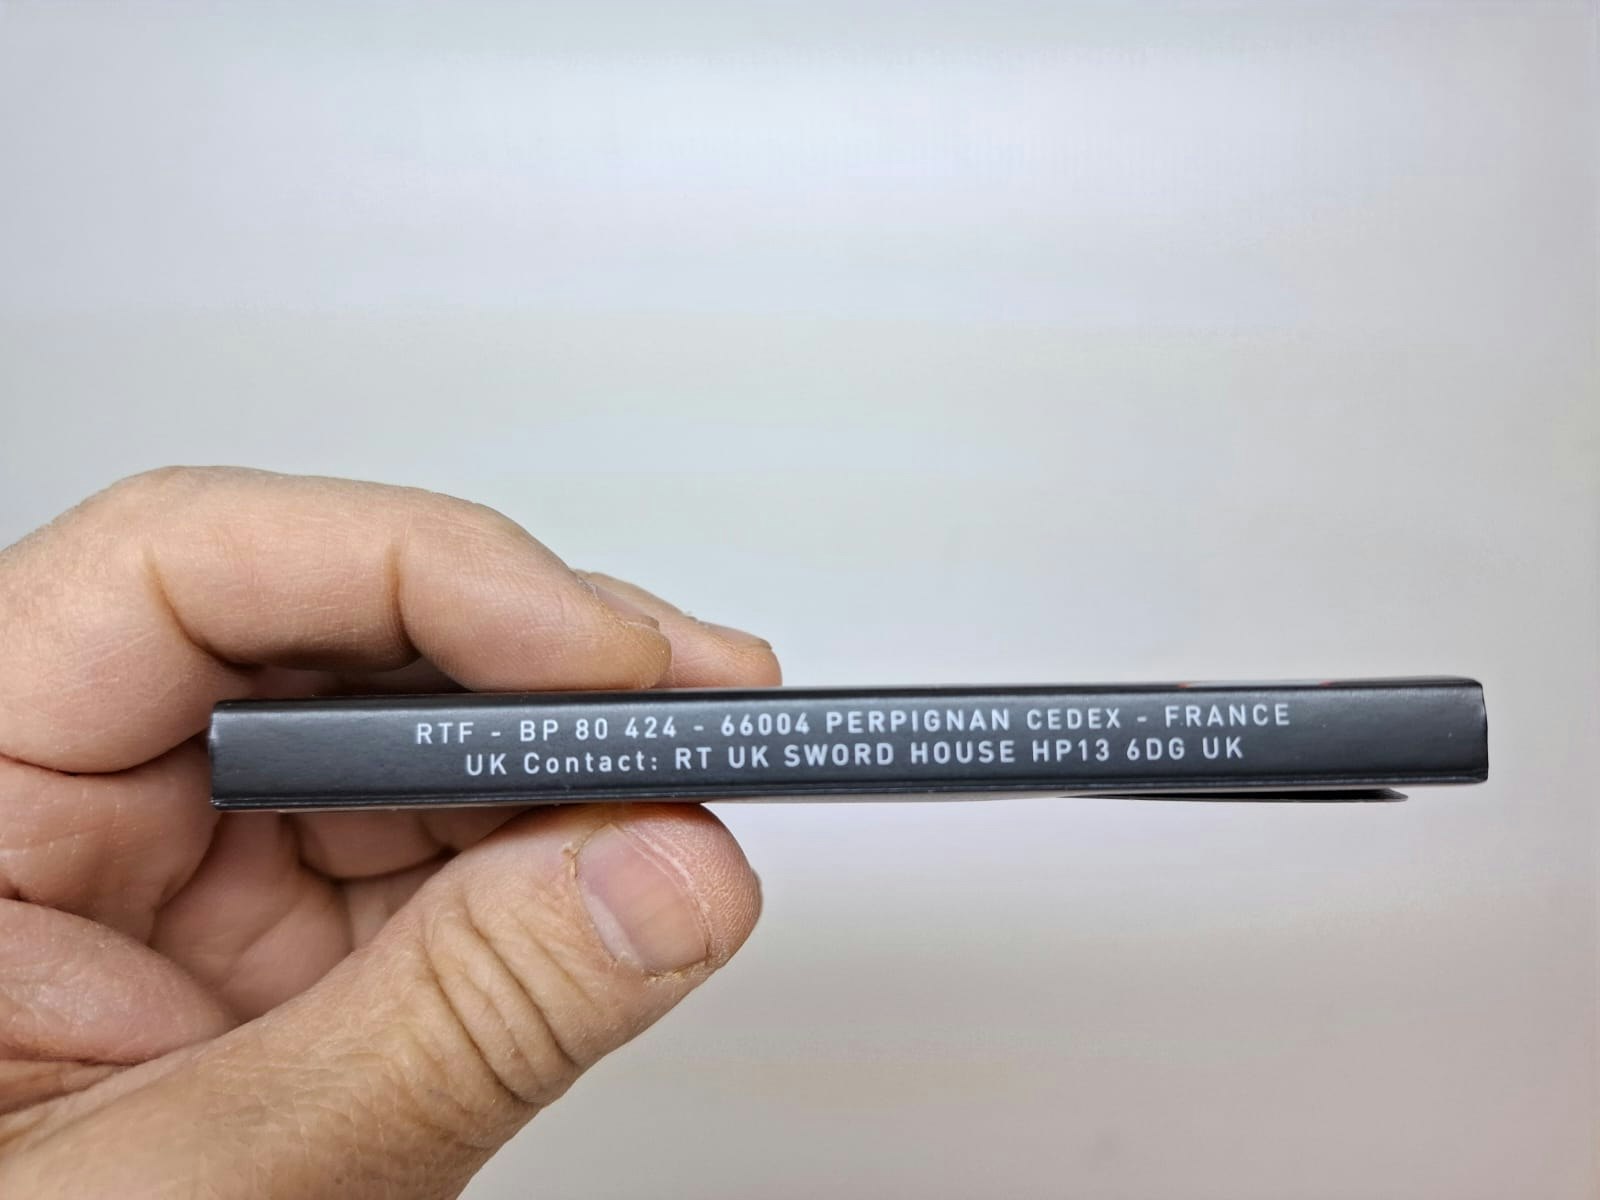 RTF - BP 80 424 - 66004 PERPIGNAN CEDEX - FRANCE
UK Contact: RT UK SWORD HOUSE HP13 6DG UK